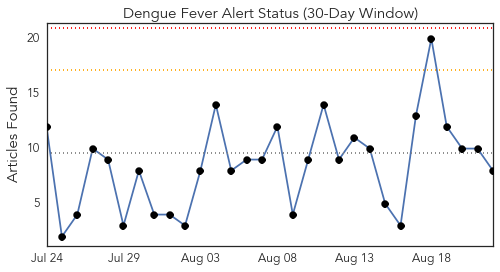 Dengue Fever Alert Status (30-Day Window)
Articles Found
20
15
10
5
Jul 24 Jul 29 Aug 03 Aug 08 Aug 13 Aug 18